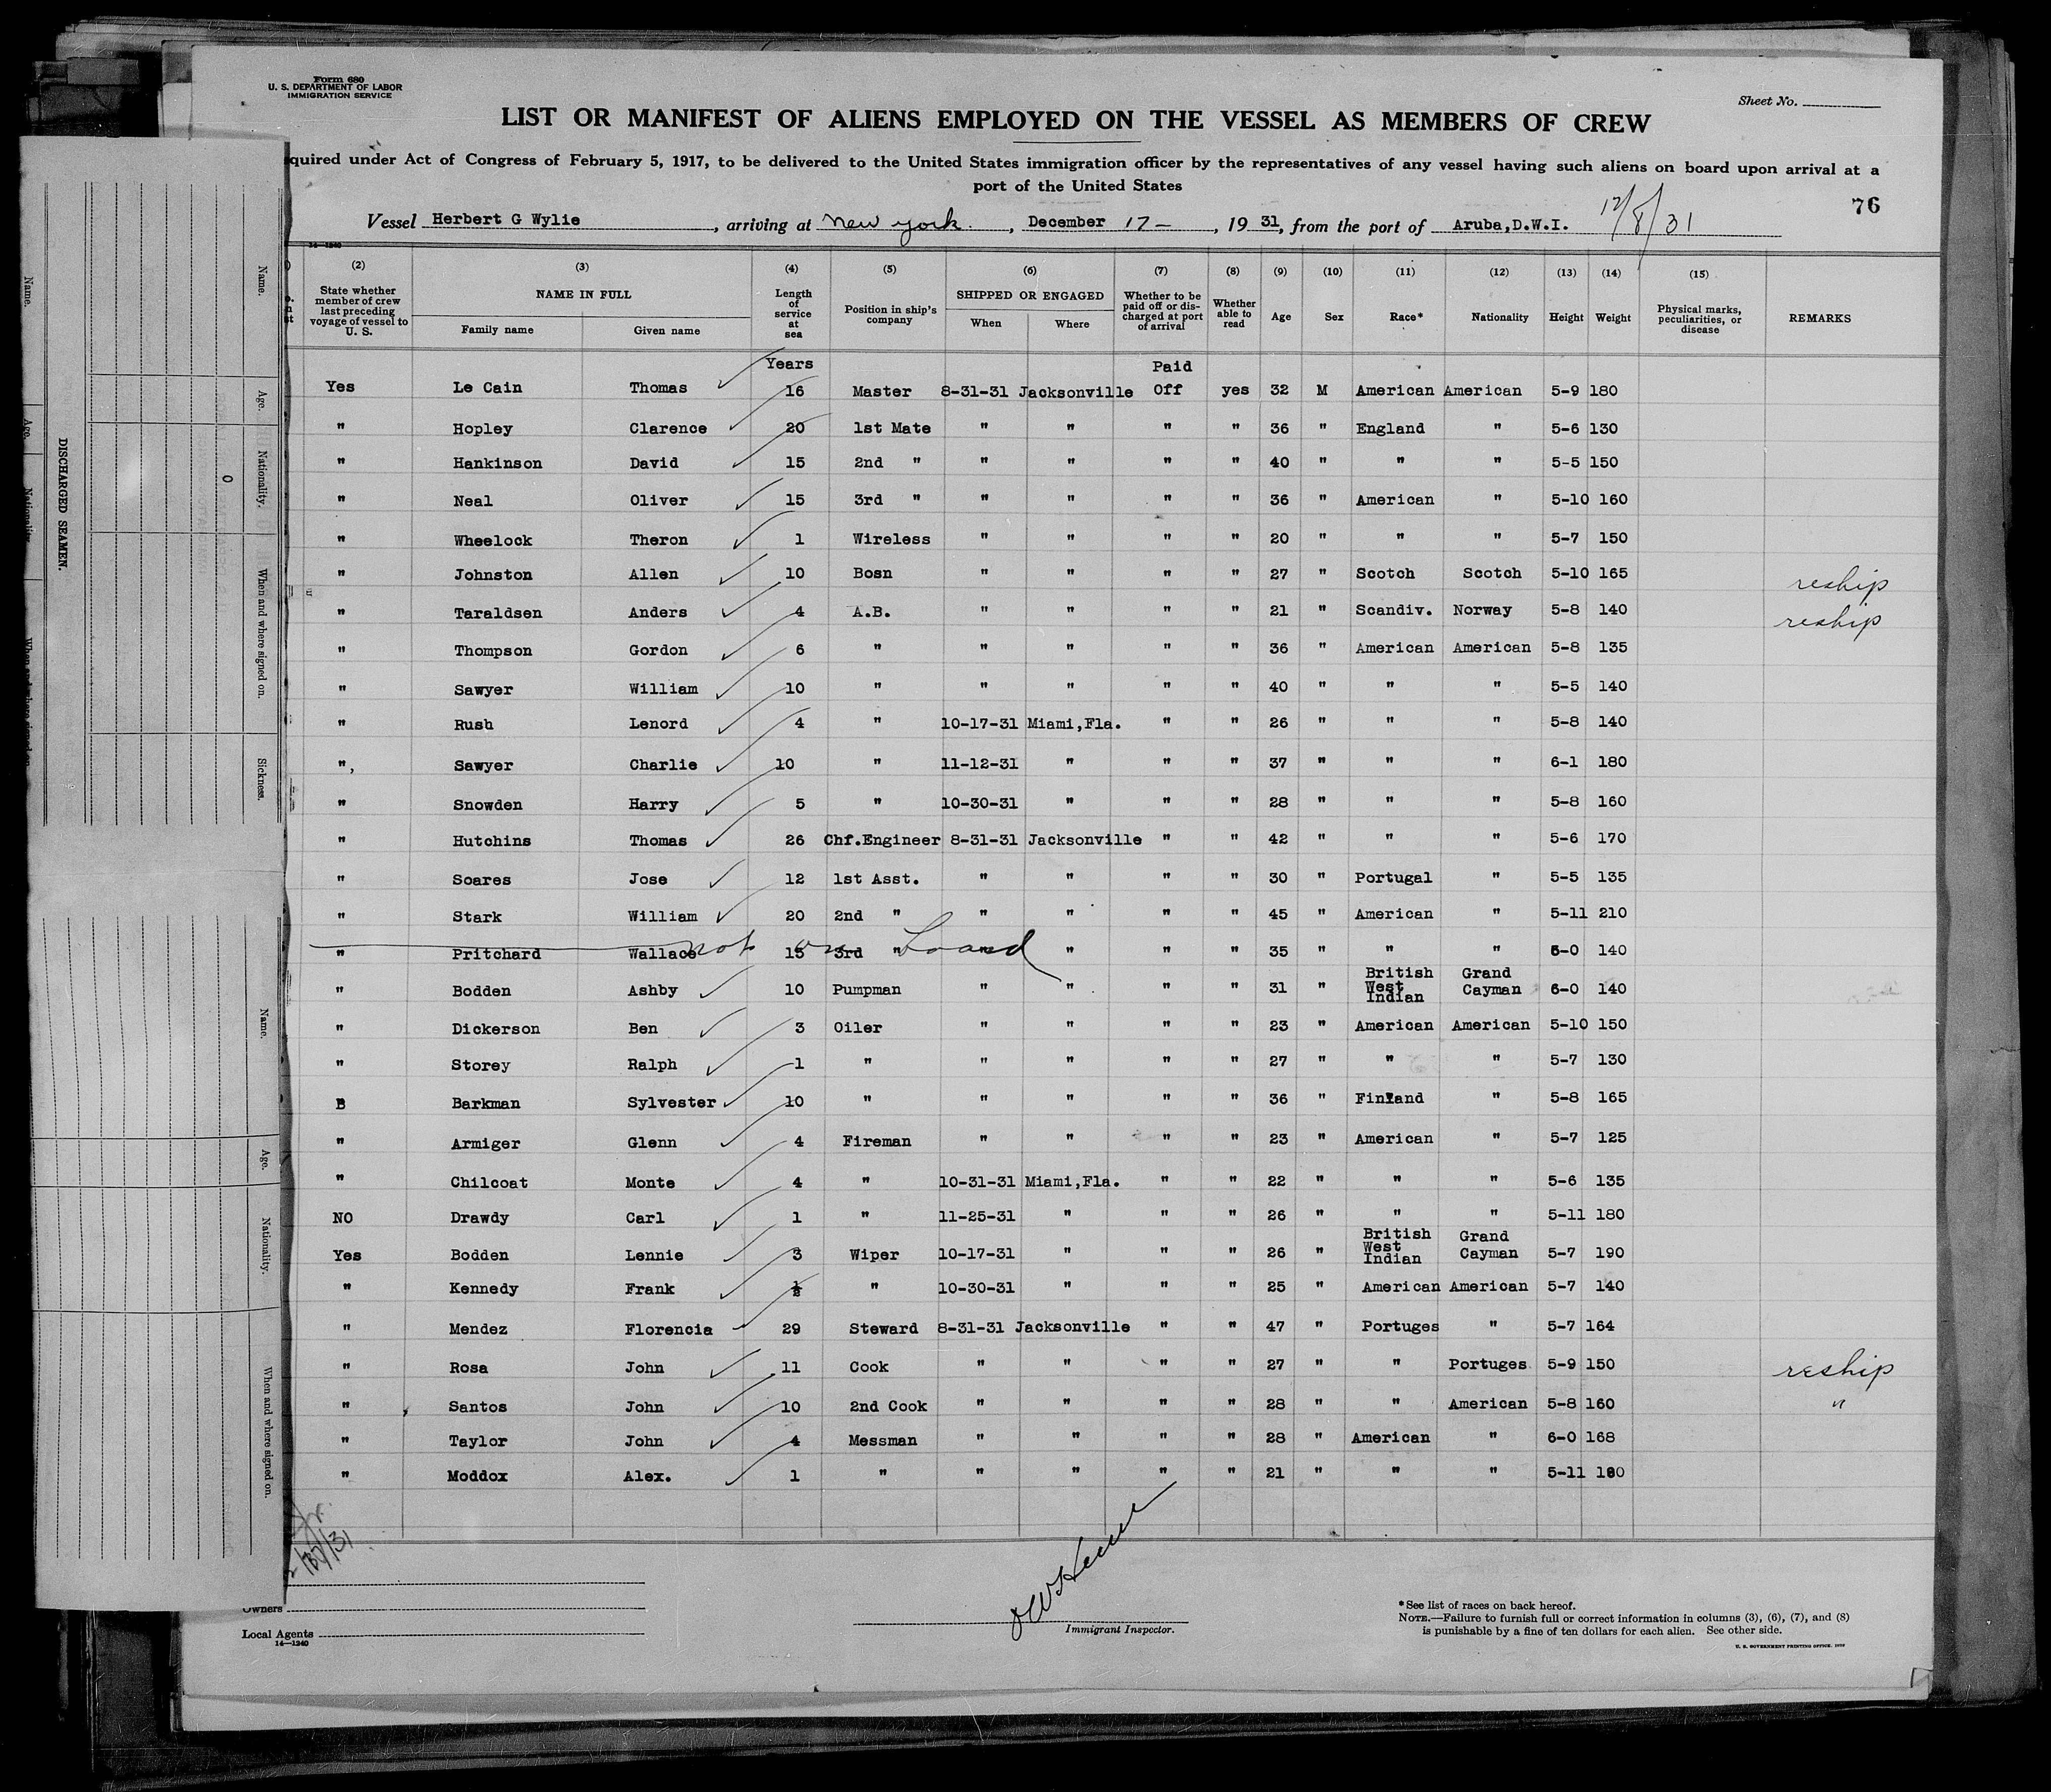 Form 680
U. S. DEPARTMENT OF LABOR
IMMIGRATION SERVICE
Sheet No.
LIST OR MANIFEST OF ALIENS EMPLOYED ON THE VESSEL AS MEMBERS OF CREW
quired under Act of Congress of February 5, 1917, to be delivered to the United States immigration officer by the representatives of any vessel having such aliens on board upon arrival at a
port of the United States
76
Vessel Herbert G Wylie, arriving at New york., December 17-, 1931, from the port of Aruba,D.W.I. 12/8/31
14-1240
(2) (3) (4) (5) (6) (7) (8) (9) (10) (11) (12) (13) (14) (15)
State whether member of crew last preceding voyage of vessel to U. S. NAME IN FULL Family name Given name Length of service at sea Position in ship's company SHIPPED OR ENGAGED When Where Whether to be paid off or discharged at port of arrival Whether able to read Age Sex Race* Nationality Height Weight Physical marks, peculiarities, or disease REMARKS
Years Paid
Yes Le Cain Thomas 16 Master 8-31-31 Jacksonville Off yes 32 M American American 5-9 180
" Hopley Clarence 20 1st Mate " " " " 36 " England " 5-6 130
" Hankinson David 15 2nd " " " " " 40 " " " 5-5 150
" Neal Oliver 15 3rd " " " " " 36 " American " 5-10 160
" Wheelock Theron 1 Wireless " " " " 20 " " " 5-7 150
" Johnston Allen 10 Bosn " " " " 27 " Scotch Scotch 5-10 165 reship
" Taraldsen Anders 4 A.B. " " " " 21 " Scandiv. Norway 5-8 140 reship
" Thompson Gordon 6 " " " " " 36 " American American 5-8 135
" Sawyer William 10 " " " " " 40 " " " 5-5 140
" Rush Lenord 4 " 10-17-31 Miami,Fla. " " 26 " " " 5-8 140
", Sawyer Charlie 10 " 11-12-31 " " " 37 " " " 6-1 180
" Snowden Harry 5 " 10-30-31 " " " 28 " " " 5-8 160
" Hutchins Thomas 26 Chf.Engineer 8-31-31 Jacksonville " " 42 " " " 5-6 170
" Soares Jose 12 1st Asst. " " " " 30 " Portugal " 5-5 135
" Stark William 20 2nd " " " " " 45 " American " 5-11 210
not on board
" Pritchard Wallace 15 3rd " " " " " 35 " " " 6-0 140
" Bodden Ashby 10 Pumpman " " " " 31 " British West Indian Grand Cayman 6-0 140
" Dickerson Ben 3 Oiler " " " " 23 " American American 5-10 150
" Storey Ralph 1 " " " " " 27 " " " 5-7 130
B Barkman Sylvester 10 " " " " " 36 " Finland " 5-8 165
" Armiger Glenn 4 Fireman " " " " 23 " American " 5-7 125
" Chilcoat Monte 4 " 10-31-31 Miami,Fla. " " 22 " " " 5-6 135
NO Drawdy Carl 1 " 11-25-31 " " " 26 " " " 5-11 180
Yes Bodden Lennie 3 Wiper 10-17-31 " " " 26 " British West Indian Grand Cayman 5-7 190
" Kennedy Frank ½ " 10-30-31 " " " 25 " American American 5-7 140
" Mendez Florencia 29 Steward 8-31-31 Jacksonville " " 47 " Portuges " 5-7 164
" Rosa John 11 Cook " " " " 27 " " Portuges 5-9 150 reship
" Santos John 10 2nd Cook " " " " 28 " " American 5-8 160 "
" Taylor John 4 Messman " " " " 28 " American " 6-0 168
" Moddox Alex. 1 " " " " " 21 " " " 5-11 180
Owners
Local Agents
14-1240
Immigrant Inspector.
*See list of races on back hereof.
NOTE.—Failure to furnish full or correct information in columns (3), (6), (7), and (8)
is punishable by a fine of ten dollars for each alien. See other side.
U. S. GOVERNMENT PRINTING OFFICE
DISCHARGED SEAMEN.
Name.
Age.
Nationality.
When and where signed on.
Sickness.
Name.
Age.
Nationality.
When and where signed on.